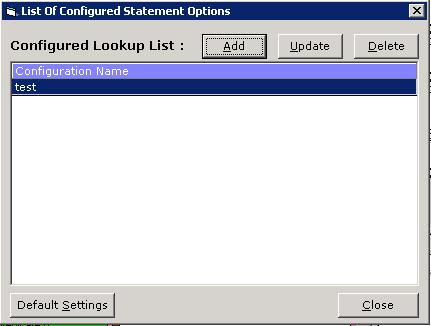 List Of Configured Statement Options
Configured Lookup List : Add Update Delete
Configuration Name
test
Default Settings Close